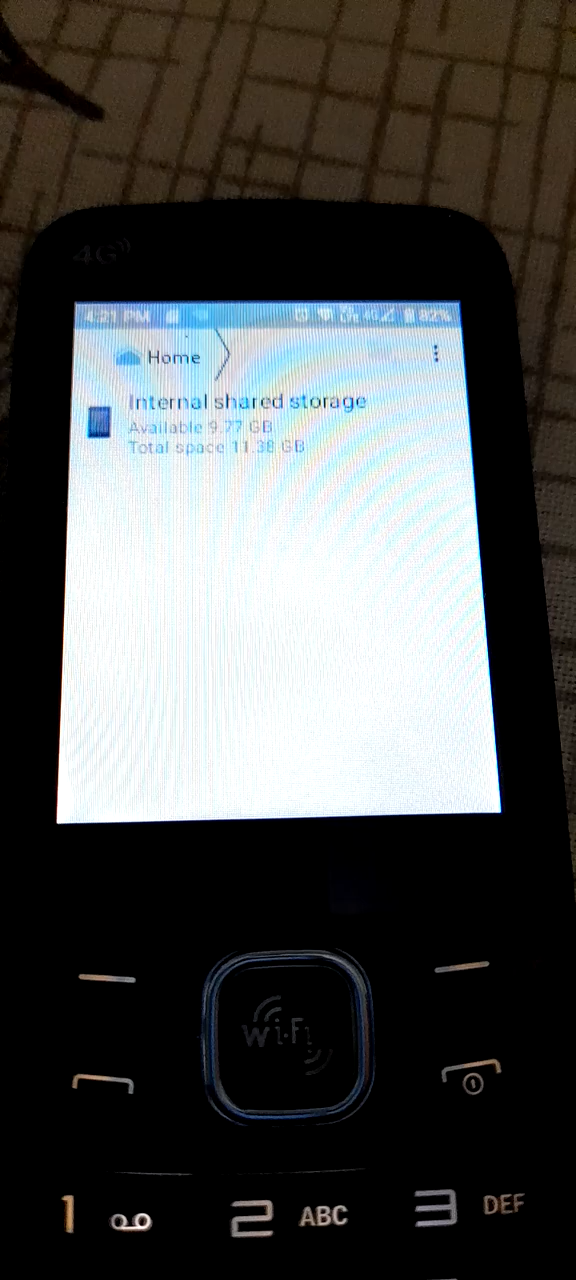 4G
4:21 PM 4G 82%
Home
Internal shared storage
Available 9.77 GB
Total space 11.38 GB
Wi-Fi
1 2 ABC 3 DEF